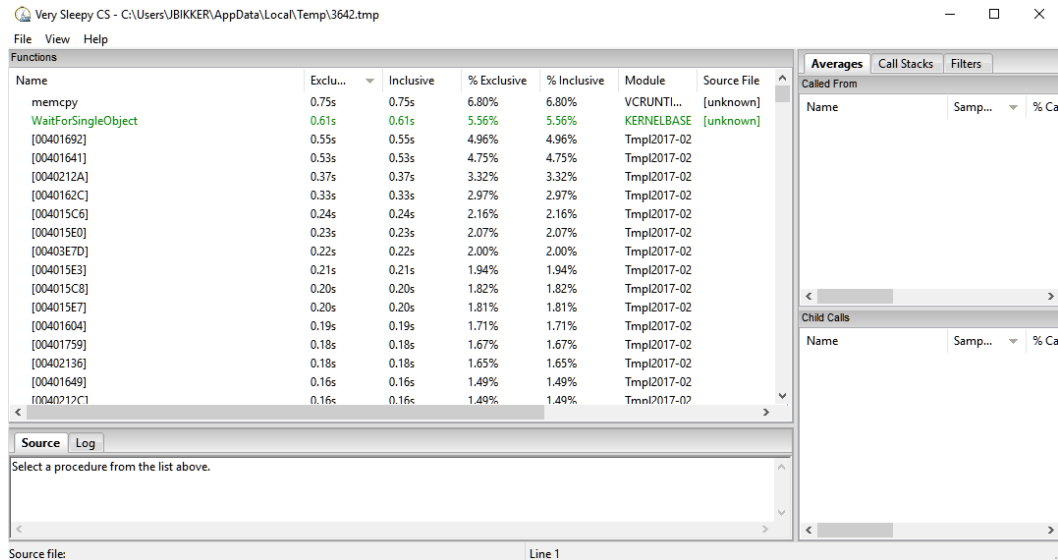 Very Sleepy CS - C:\Users\JBIKKER\AppData\Local\Temp\3642.tmp
File View Help
Functions
Name Exclu... Inclusive % Exclusive % Inclusive Module Source File
memcpy 0.75s 0.75s 6.80% 6.80% VCRUNTI... [unknown]
WaitForSingleObject 0.61s 0.61s 5.56% 5.56% KERNELBASE [unknown]
[00401692] 0.55s 0.55s 4.96% 4.96% Tmpl2017-02
[00401641] 0.53s 0.53s 4.75% 4.75% Tmpl2017-02
[0040212A] 0.37s 0.37s 3.32% 3.32% Tmpl2017-02
[0040162C] 0.33s 0.33s 2.97% 2.97% Tmpl2017-02
[004015C6] 0.24s 0.24s 2.16% 2.16% Tmpl2017-02
[004015E0] 0.23s 0.23s 2.07% 2.07% Tmpl2017-02
[00403E7D] 0.22s 0.22s 2.00% 2.00% Tmpl2017-02
[004015E3] 0.21s 0.21s 1.94% 1.94% Tmpl2017-02
[004015C8] 0.20s 0.20s 1.82% 1.82% Tmpl2017-02
[004015E7] 0.20s 0.20s 1.81% 1.81% Tmpl2017-02
[00401604] 0.19s 0.19s 1.71% 1.71% Tmpl2017-02
[00401759] 0.18s 0.18s 1.67% 1.67% Tmpl2017-02
[00402136] 0.18s 0.18s 1.65% 1.65% Tmpl2017-02
[00401649] 0.16s 0.16s 1.49% 1.49% Tmpl2017-02
[0040212C] 0.16s 0.16s 1.49% 1.49% Tmpl2017-02
Averages Call Stacks Filters
Called From
Name Samp... % Ca
Child Calls
Name Samp... % Ca
Source Log
Select a procedure from the list above.
Source file: Line 1